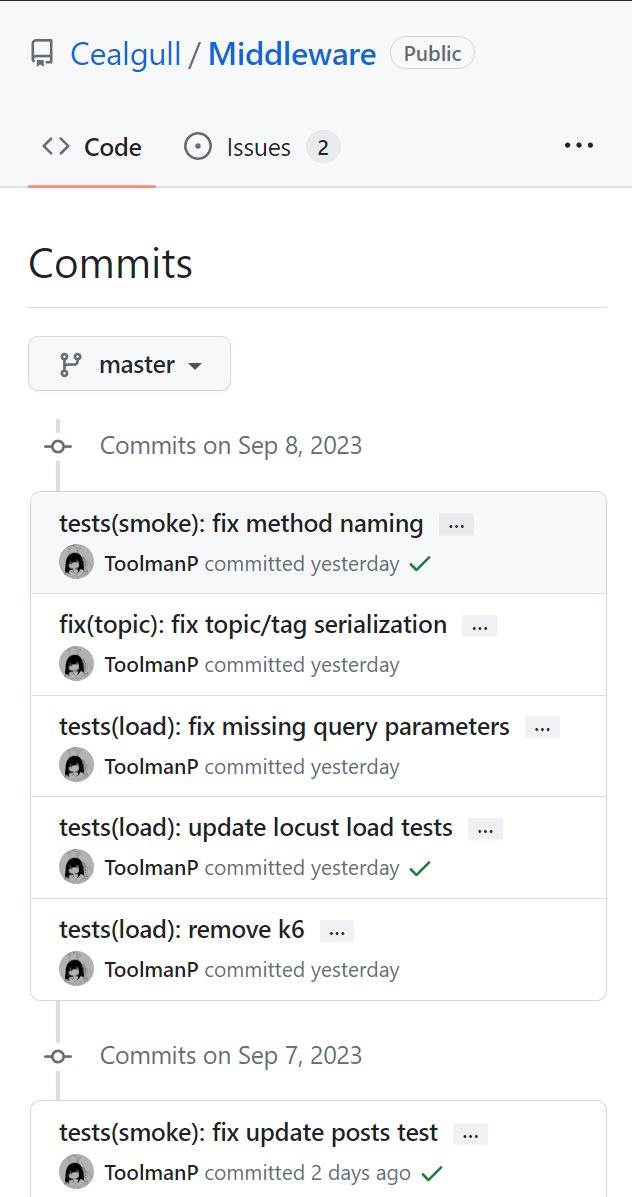 Cealgull / Middleware Public
Code Issues 2 ...
Commits
master
Commits on Sep 8, 2023
tests(smoke): fix method naming ...
ToolmanP committed yesterday
fix(topic): fix topic/tag serialization ...
ToolmanP committed yesterday
tests(load): fix missing query parameters ...
ToolmanP committed yesterday
tests(load): update locust load tests ...
ToolmanP committed yesterday
tests(load): remove k6 ...
ToolmanP committed yesterday
Commits on Sep 7, 2023
tests(smoke): fix update posts test ...
ToolmanP committed 2 days ago